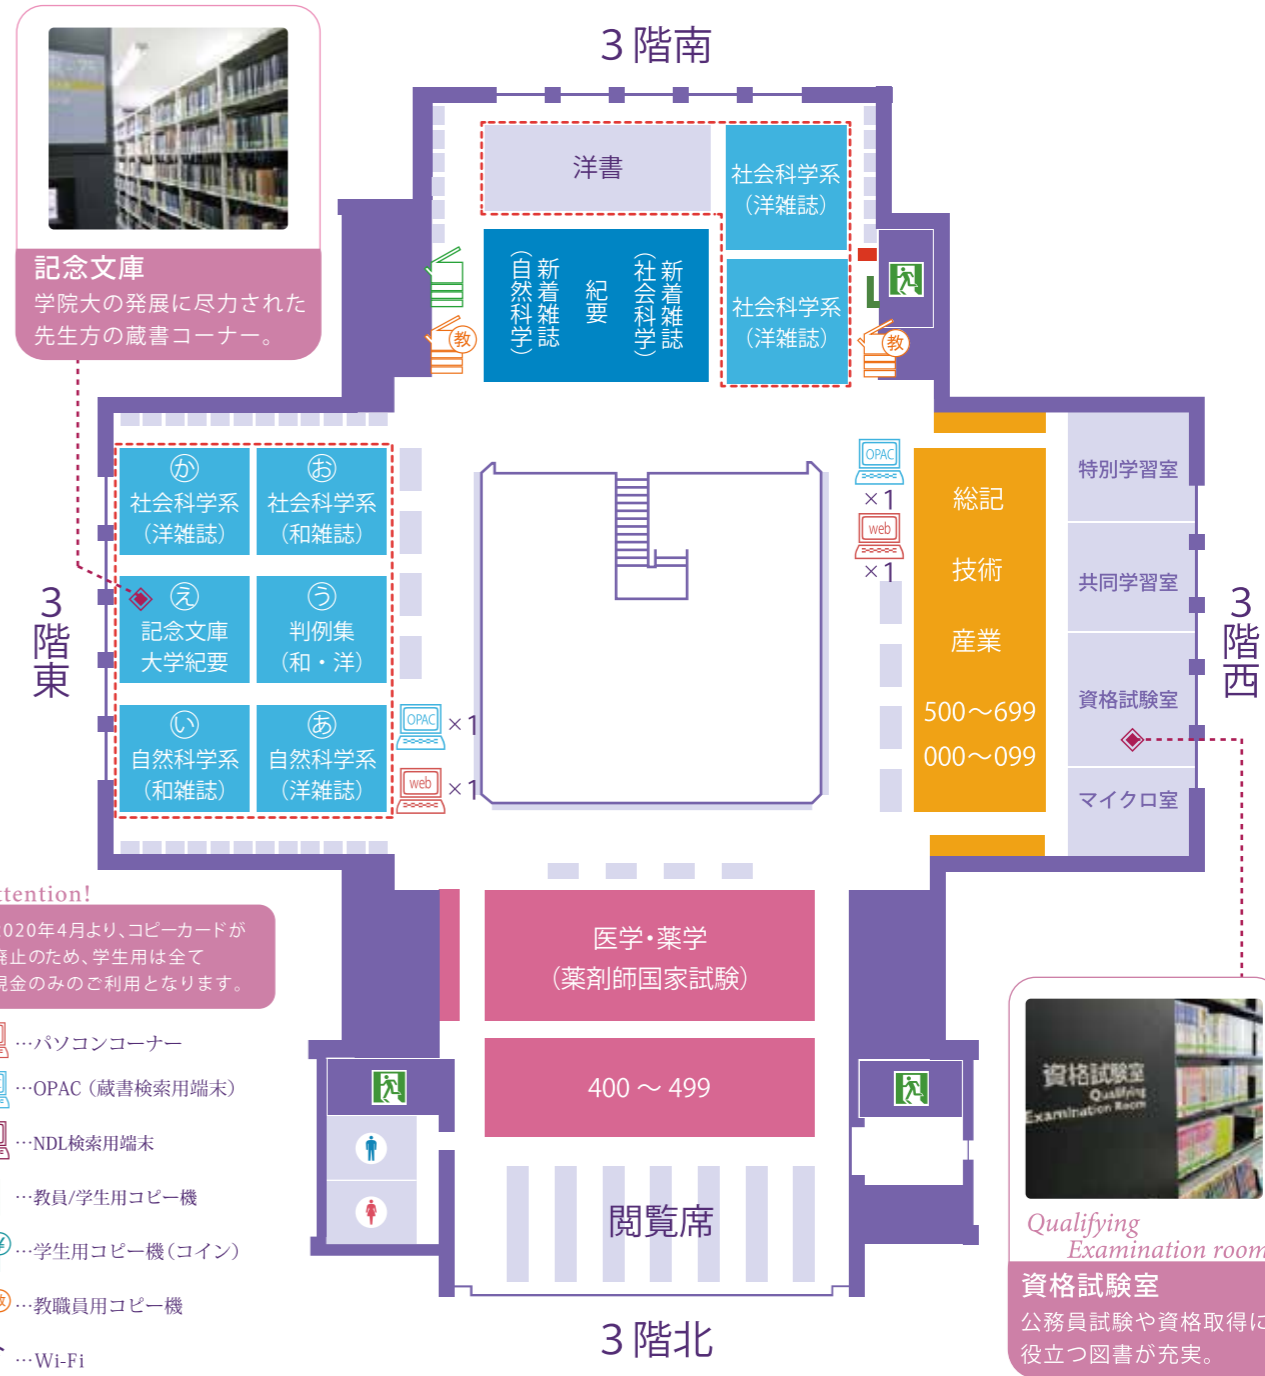 3階南
記念文庫
学院大の発展に尽力された
先生方の蔵書コーナー。
洋書
社会科学系
（洋雑誌）
新着雑誌
（自然科学）
紀要
新着雑誌
（社会科学）
社会科学系
（洋雑誌）
教
教
3階東
か
社会科学系
（洋雑誌）
お
社会科学系
（和雑誌）
え
記念文庫
大学紀要
う
判例集
（和・洋）
い
自然科学系
（和雑誌）
あ
自然科学系
（洋雑誌）
OPAC
×1
web
×1
OPAC
×1
web
×1
総記
技術
産業
500～699
000～099
特別学習室
共同学習室
資格試験室
マイクロ室
3階西
ttention!
020年4月より、コピーカードが
廃止のため、学生用は全て
現金のみのご利用となります。
…パソコンコーナー
…OPAC（蔵書検索用端末）
…NDL検索用端末
…教員/学生用コピー機
¥…学生用コピー機（コイン）
教…教職員用コピー機
…Wi-Fi
医学・薬学
（薬剤師国家試験）
400 ～ 499
閲覧席
3階北
資格試験室
Qualifying
Examination Room
Qualifying
Examination room
資格試験室
公務員試験や資格取得に
役立つ図書が充実。